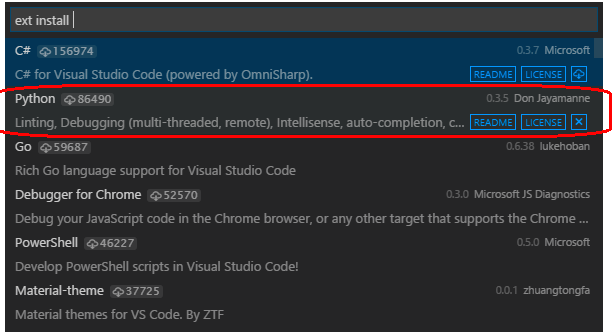 ext install
C# 156974 0.3.7 Microsoft
C# for Visual Studio Code (powered by OmniSharp). README LICENSE
Python 86490 0.3.5 Don Jayamanne
Linting, Debugging (multi-threaded, remote), Intellisense, auto-completion, c... README LICENSE
Go 59687 0.6.38 lukehoban
Rich Go language support for Visual Studio Code
Debugger for Chrome 52570 0.3.0 Microsoft JS Diagnostics
Debug your JavaScript code in the Chrome browser, or any other target that supports the Chrome ...
PowerShell 46227 0.5.0 Microsoft
Develop PowerShell scripts in Visual Studio Code!
Material-theme 37725 0.0.1 zhuangtongfa
Material themes for VS Code. By ZTF